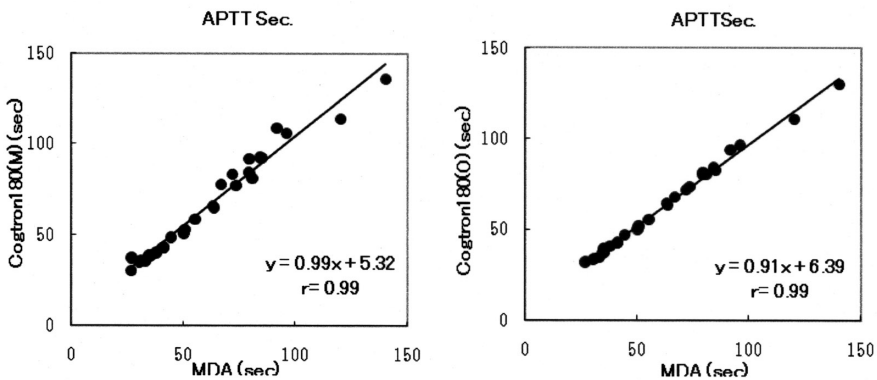 APTT Sec.
150
100
50
0
Cogtron180(M) (sec)
y = 0.99x + 5.32
r = 0.99
0 50 100 150
MDA (sec)
APTTSec.
150
100
50
0
Cogtron180(O) (sec)
y = 0.91x + 6.39
r = 0.99
0 50 100 150
MDA (sec)